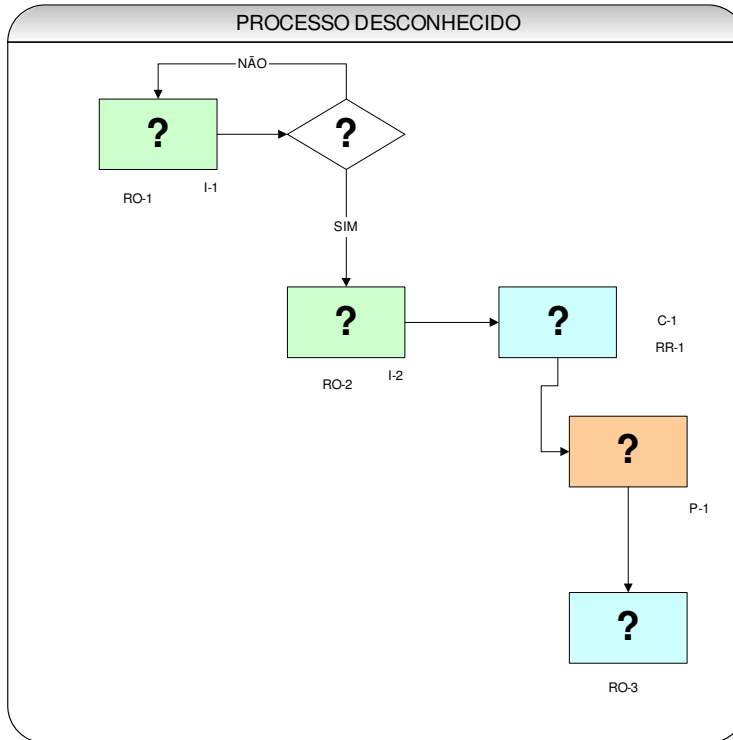 PROCESSO DESCONHECIDO
NÃO
?
?
RO-1
I-1
SIM
?
?
C-1
RR-1
RO-2
I-2
?
P-1
?
RO-3